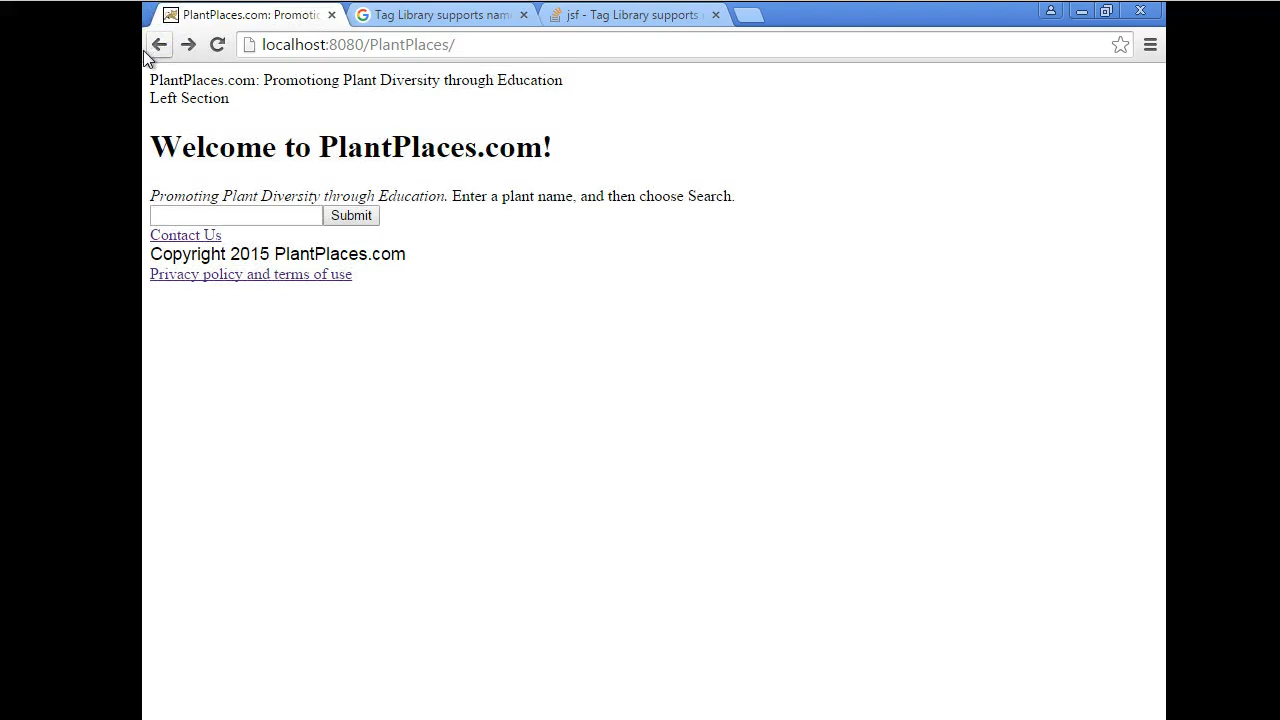 PlantPlaces.com: Promotio
Tag Library supports nam
jsf - Tag Library supports
localhost:8080/PlantPlaces/
PlantPlaces.com: Promotiong Plant Diversity through Education
Left Section
Welcome to PlantPlaces.com!
Promoting Plant Diversity through Education. Enter a plant name, and then choose Search.
Submit
Contact Us
Copyright 2015 PlantPlaces.com
Privacy policy and terms of use